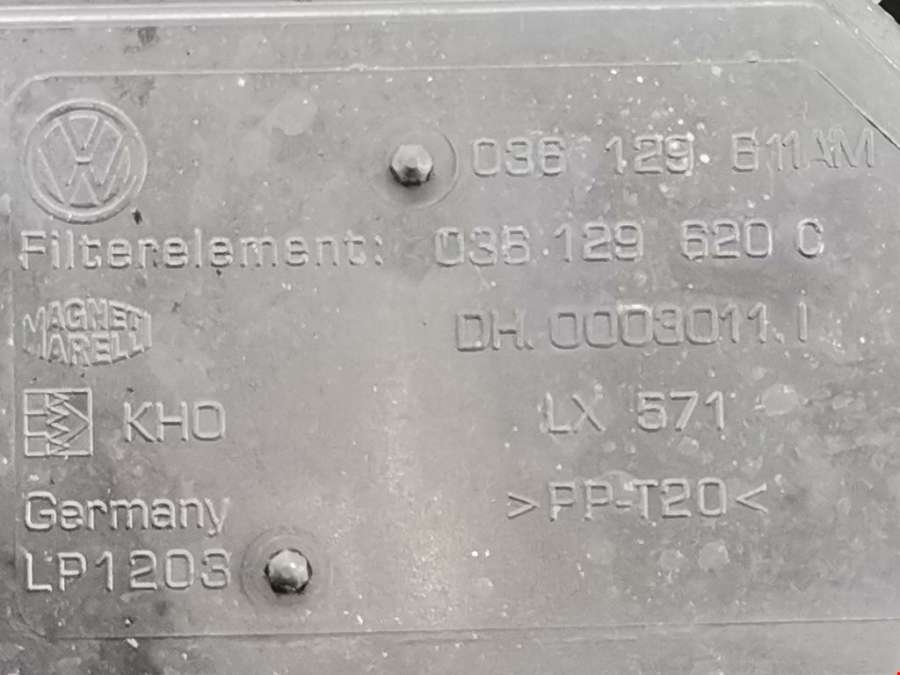 036 129 611AM
Filterelement: 036 129 620 C
MAGNETI MARELLI
DH.0003011.I
KHO LX 571
Germany >PP-T20<
LP1203